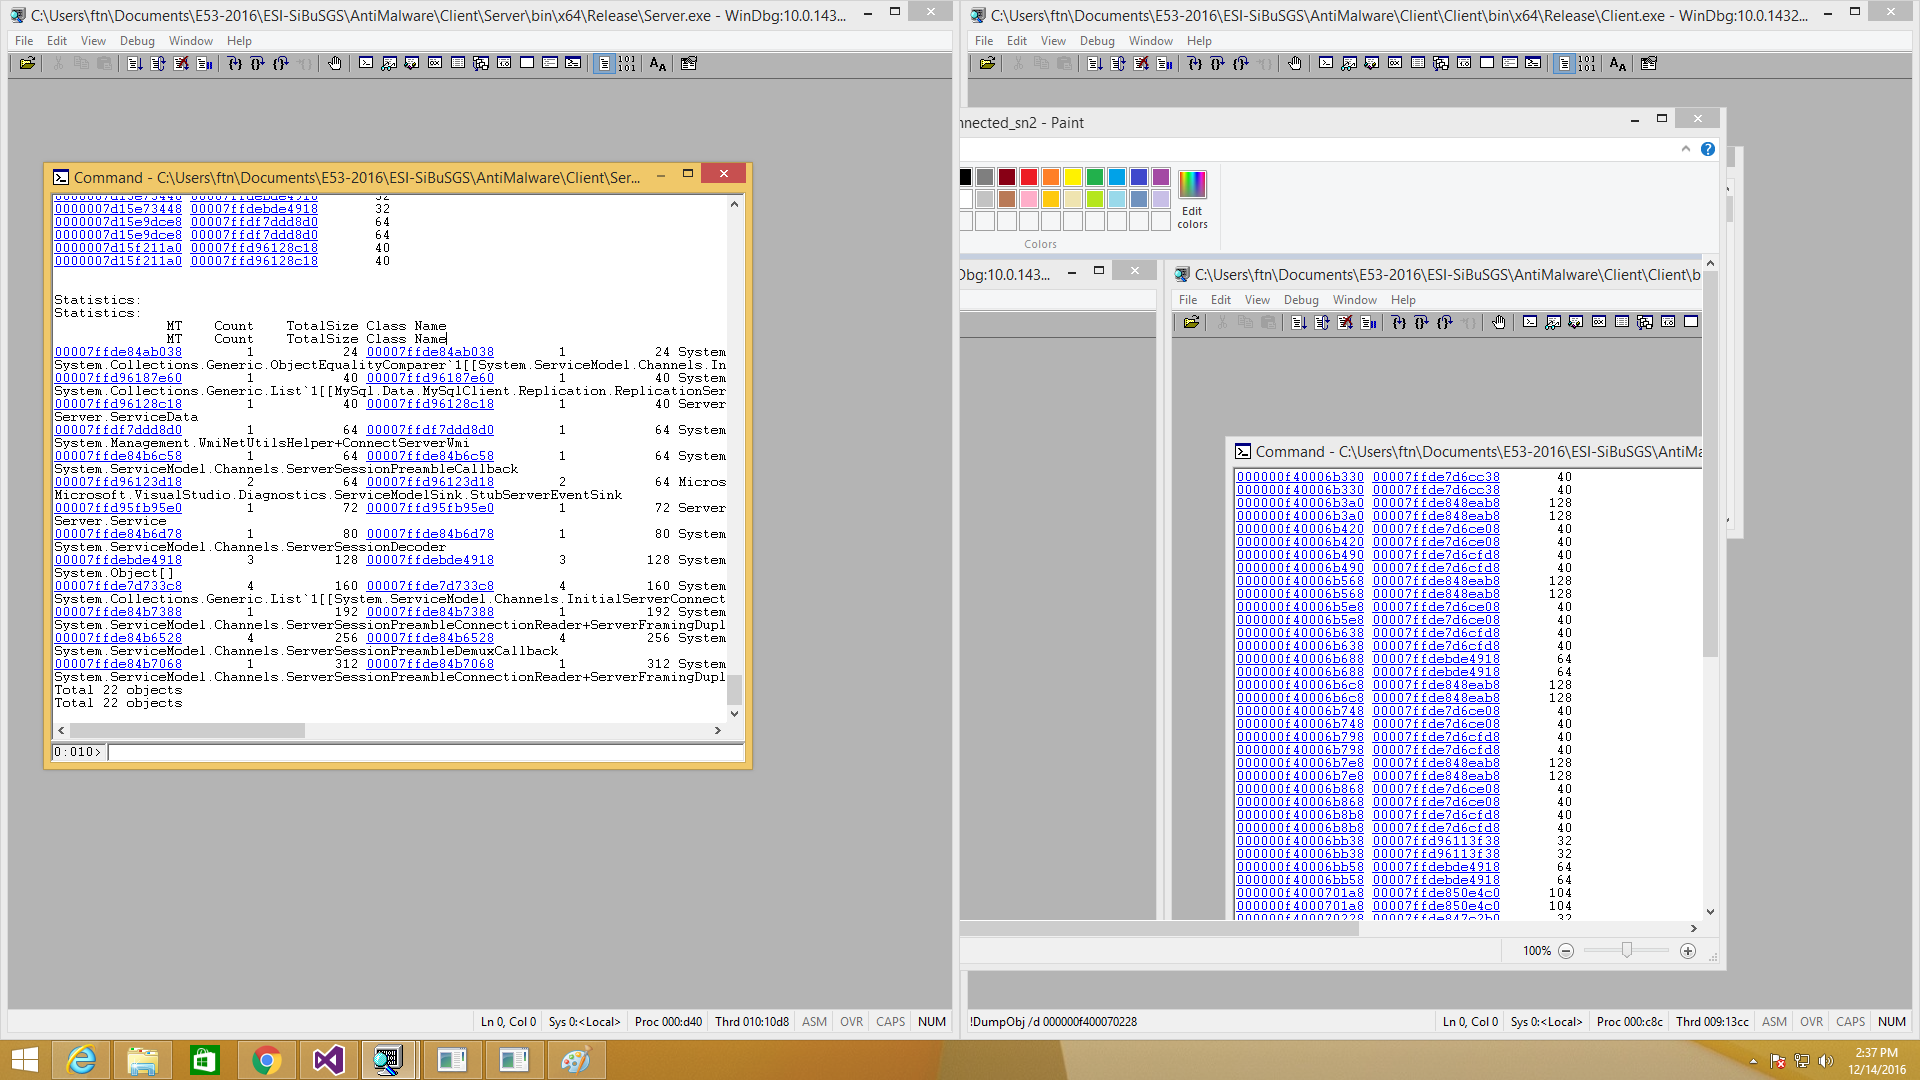 C:\Users\ftn\Documents\E53-2016\ESI-SiBuSGS\AntiMalware\Client\Server\bin\x64\Release\Server.exe - WinDbg:10.0.143...
File Edit View Debug Window Help
Command - C:\Users\ftn\Documents\E53-2016\ESI-SiBuSGS\AntiMalware\Client\Ser...
0000007d15e73448 00007ffdebde4918 32
0000007d15e73448 00007ffdebde4918 32
0000007d15e9dce8 00007ffdf7ddd8d0 64
0000007d15e9dce8 00007ffdf7ddd8d0 64
0000007d15f211a0 00007ffd96128c18 40
0000007d15f211a0 00007ffd96128c18 40
Statistics:
Statistics:
MT Count TotalSize Class Name
MT Count TotalSize Class Name
00007ffde84ab038 1 24 00007ffde84ab038 1 24 System
System.Collections.Generic.ObjectEqualityComparer`1[[System.ServiceModel.Channels.In
00007ffd96187e60 1 40 00007ffd96187e60 1 40 System
System.Collections.Generic.List`1[[MySql.Data.MySqlClient.Replication.ReplicationSer
00007ffd96128c18 1 40 00007ffd96128c18 1 40 Server
Server.ServiceData
00007ffdf7ddd8d0 1 64 00007ffdf7ddd8d0 1 64 System
System.Management.WmiNetUtilsHelper+ConnectServerWmi
00007ffde84b6c58 1 64 00007ffde84b6c58 1 64 System
System.ServiceModel.Channels.ServerSessionPreambleCallback
00007ffd96123d18 2 64 00007ffd96123d18 2 64 Micros
Microsoft.VisualStudio.Diagnostics.ServiceModelSink.StubServerEventSink
00007ffd95fb95e0 1 72 00007ffd95fb95e0 1 72 Server
Server.Service
00007ffde84b6d78 1 80 00007ffde84b6d78 1 80 System
System.ServiceModel.Channels.ServerSessionDecoder
00007ffdebde4918 3 128 00007ffdebde4918 3 128 System
System.Object[]
00007ffde7d733c8 4 160 00007ffde7d733c8 4 160 System
System.Collections.Generic.List`1[[System.ServiceModel.Channels.InitialServerConnect
00007ffde84b7388 1 192 00007ffde84b7388 1 192 System
System.ServiceModel.Channels.ServerSessionPreambleConnectionReader+ServerFramingDupl
00007ffde84b6528 4 256 00007ffde84b6528 4 256 System
System.ServiceModel.Channels.ServerSessionPreambleDemuxCallback
00007ffde84b7068 1 312 00007ffde84b7068 1 312 System
System.ServiceModel.Channels.ServerSessionPreambleConnectionReader+ServerFramingDupl
Total 22 objects
Total 22 objects
0:010>
Ln 0, Col 0 Sys 0:<Local> Proc 000:d40 Thrd 010:10d8 ASM OVR CAPS NUM
C:\Users\ftn\Documents\E53-2016\ESI-SiBuSGS\AntiMalware\Client\Client\bin\x64\Release\Client.exe - WinDbg:10.0.1432...
File Edit View Debug Window Help
nnected_sn2 - Paint
Edit colors
Colors
Dbg:10.0.143...
C:\Users\ftn\Documents\E53-2016\ESI-SiBuSGS\AntiMalware\Client\Client\b
File Edit View Debug Window Help
Command - C:\Users\ftn\Documents\E53-2016\ESI-SiBuSGS\AntiMa
000000f40006b330 00007ffde7d6cc38 40
000000f40006b330 00007ffde7d6cc38 40
000000f40006b3a0 00007ffde848eab8 128
000000f40006b3a0 00007ffde848eab8 128
000000f40006b420 00007ffde7d6ce08 40
000000f40006b420 00007ffde7d6ce08 40
000000f40006b490 00007ffde7d6cfd8 40
000000f40006b490 00007ffde7d6cfd8 40
000000f40006b568 00007ffde848eab8 128
000000f40006b568 00007ffde848eab8 128
000000f40006b5e8 00007ffde7d6ce08 40
000000f40006b5e8 00007ffde7d6ce08 40
000000f40006b638 00007ffde7d6cfd8 40
000000f40006b638 00007ffde7d6cfd8 40
000000f40006b688 00007ffdebde4918 64
000000f40006b688 00007ffdebde4918 64
000000f40006b6c8 00007ffde848eab8 128
000000f40006b6c8 00007ffde848eab8 128
000000f40006b748 00007ffde7d6ce08 40
000000f40006b748 00007ffde7d6ce08 40
000000f40006b798 00007ffde7d6cfd8 40
000000f40006b798 00007ffde7d6cfd8 40
000000f40006b7e8 00007ffde848eab8 128
000000f40006b7e8 00007ffde848eab8 128
000000f40006b868 00007ffde7d6ce08 40
000000f40006b868 00007ffde7d6ce08 40
000000f40006b8b8 00007ffde7d6cfd8 40
000000f40006b8b8 00007ffde7d6cfd8 40
000000f40006bb38 00007ffd96113f38 32
000000f40006bb38 00007ffd96113f38 32
000000f40006bb58 00007ffdebde4918 64
000000f40006bb58 00007ffdebde4918 64
000000f4000701a8 00007ffde850e4c0 104
000000f4000701a8 00007ffde850e4c0 104
000000f400070228 00007ffde847c2b0 32
100%
!DumpObj /d 000000f400070228
Ln 0, Col 0 Sys 0:<Local> Proc 000:c8c Thrd 009:13cc ASM OVR CAPS NUM
2:37 PM
12/14/2016